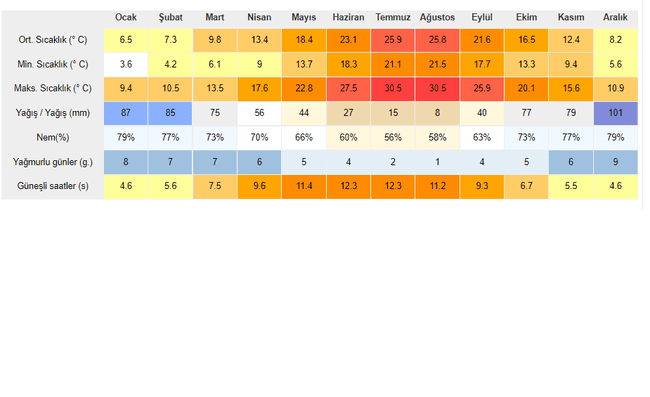 Ocak Şubat Mart Nisan Mayıs Haziran Temmuz Ağustos Eylül Ekim Kasım Aralık
Ort. Sıcaklık (° C) 6.5 7.3 9.8 13.4 18.4 23.1 25.9 25.8 21.6 16.5 12.4 8.2
Min. Sıcaklık (° C) 3.6 4.2 6.1 9 13.7 18.3 21.1 21.5 17.7 13.3 9.4 5.6
Maks. Sıcaklık (° C) 9.4 10.5 13.5 17.6 22.8 27.5 30.5 30.5 25.9 20.1 15.6 10.9
Yağış / Yağış (mm) 87 85 75 56 44 27 15 8 40 77 79 101
Nem(%) 79% 77% 73% 70% 66% 60% 56% 58% 63% 73% 77% 79%
Yağmurlu günler (g.) 8 7 7 6 5 4 2 1 4 5 6 9
Güneşli saatler (s) 4.6 5.6 7.5 9.6 11.4 12.3 12.3 11.2 9.3 6.7 5.5 4.6